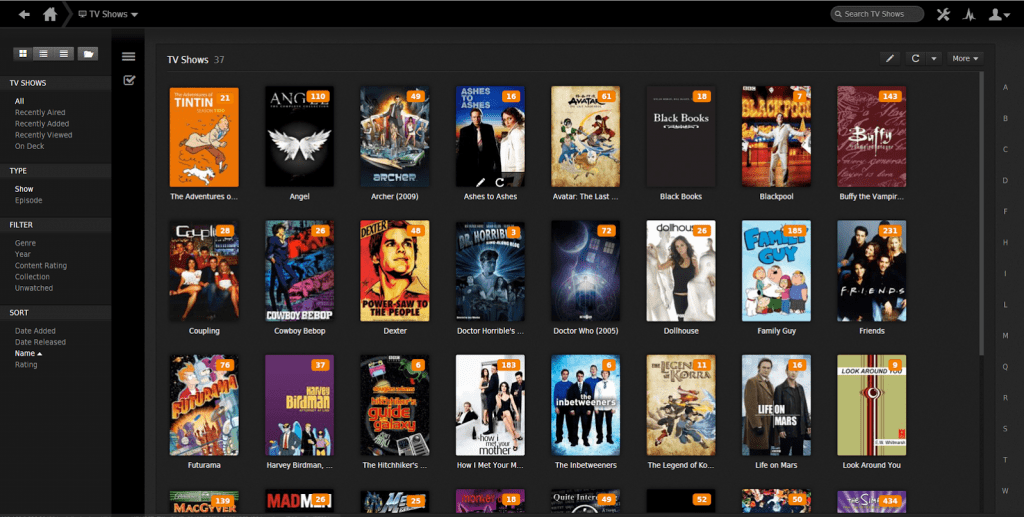 TV Shows
Search TV Shows
TV SHOWS
All
Recently Aired
Recently Added
Recently Viewed
On Deck
TYPE
Show
Episode
FILTER
Genre
Year
Content Rating
Collection
Unwatched
SORT
Date Added
Date Released
Name
Rating
TV Shows 37
More
The Adventures of
TINTIN
21
ANGEL
110
49
ARCHER
ASHES
TO
ASHES
16
AVATAR
61
18
Black Books
BBC
7
BLACKPOOL
143
Buffy
The Adventures o...
Angel
Archer (2009)
Ashes to Ashes
Avatar: The Last ...
Black Books
Blackpool
Buffy the Vampir...
Coupling
28
26
COWBOY BEBOP
DEXTER
48
POWER-SAW TO
THE PEOPLE
DR. HORRIBLE'S
SING-ALONG BLOG
3
72
dollhouse
26
185
FAMILY
GUY
231
FRIENDS
Coupling
Cowboy Bebop
Dexter
Doctor Horrible's ...
Doctor Who (2005)
Dollhouse
Family Guy
Friends
76
FUTURAMA
37
HARVEY
BIRDMAN
ATTORNEY AT LAW
BBC
6
hitchhiker's
guide
galaxy
183
how i
met your
mother
6
the
inbetweeners
11
THE LEGEND OF
KORRA
16
LIFE ON
MARS
9
LOOK AROUND YOU
Futurama
Harvey Birdman, ...
The Hitchhiker's ...
How I Met Your M...
The Inbetweeners
The Legend of Ko...
Life on Mars
Look Around You
139
MACGYVER
MAD MEN
26
25
18
Quite Interesting
49
52
50
434
A
B
C
D
F
H
I
L
M
Q
R
S
T
W